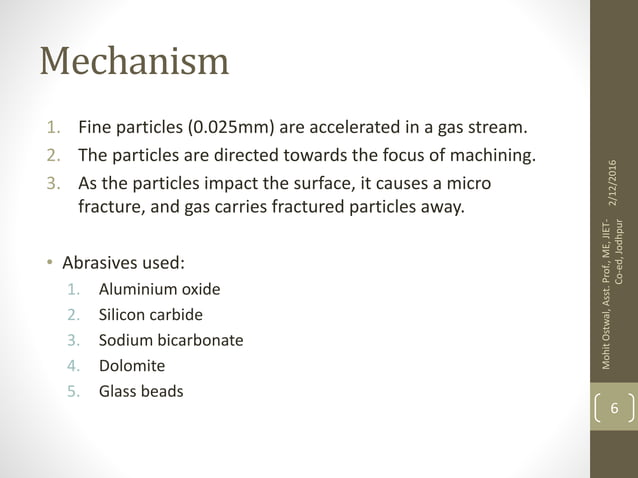 Mechanism
1. Fine particles (0.025mm) are accelerated in a gas stream.
2. The particles are directed towards the focus of machining.
3. As the particles impact the surface, it causes a micro
fracture, and gas carries fractured particles away.
• Abrasives used:
1. Aluminium oxide
2. Silicon carbide
3. Sodium bicarbonate
4. Dolomite
5. Glass beads
2/12/2016
Mohit Ostwal, Asst. Prof., ME, JIET-
Co-ed, Jodhpur
6